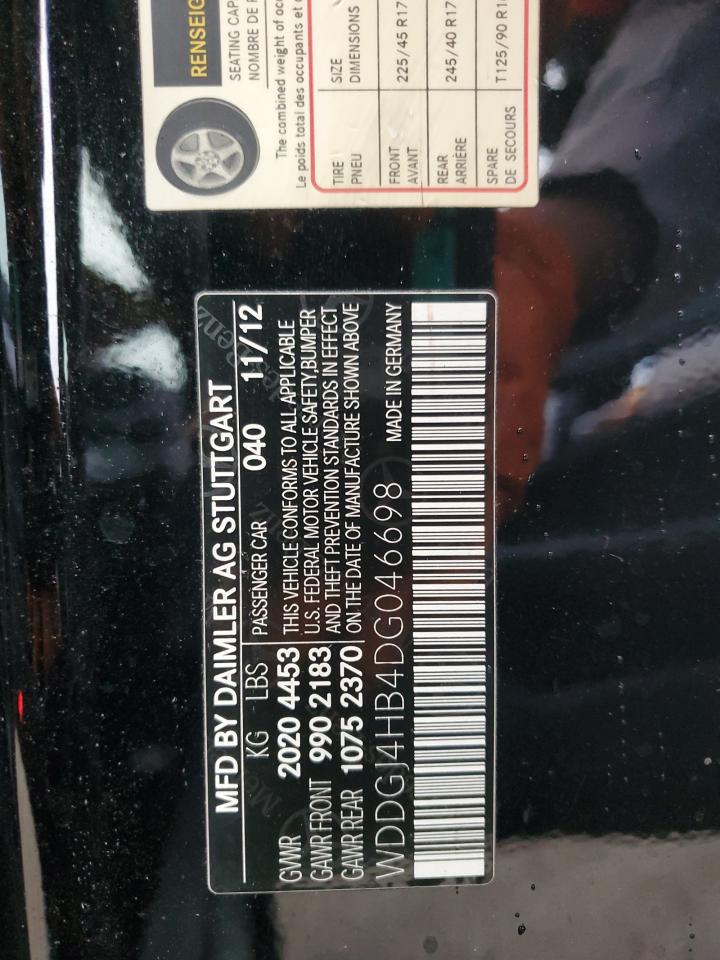 RENSEIG
SEATING CAP
NOMBRE DE P
The combined weight of occ
Le poids total des occupants et
TIRE SIZE
PNEU DIMENSIONS
FRONT 225/45 R17
AVANT
REAR 245/40 R17
ARRIÈRE
SPARE T125/90 R1
DE SECOURS
MFD BY DAIMLER AG STUTTGART
KG LBS PASSENGER CAR 040 11/12
GVWR 2020 4453 THIS VEHICLE CONFORMS TO ALL APPLICABLE
GAWR FRONT 990 2183 U.S. FEDERAL MOTOR VEHICLE SAFETY,BUMPER
AND THEFT PREVENTION STANDARDS IN EFFECT
GAWR REAR 1075 2370 ON THE DATE OF MANUFACTURE SHOWN ABOVE
WDDGJ4HB4DG046698 MADE IN GERMANY